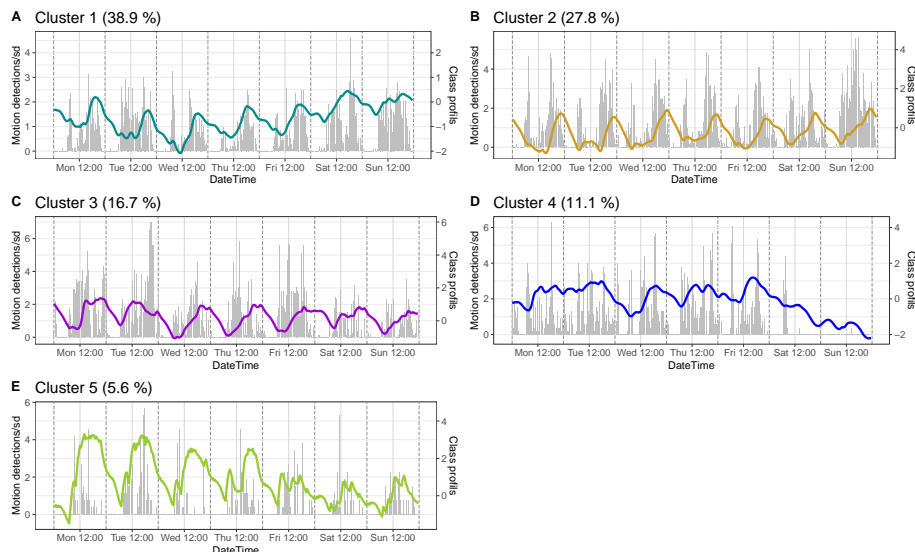 A Cluster 1 (38.9 %)
Motion detections/sd
4
3
2
1
0
2
1
0
−1
−2
Class profils
Mon 12:00 Tue 12:00 Wed 12:00 Thu 12:00 Fri 12:00 Sat 12:00 Sun 12:00
DateTime
B Cluster 2 (27.8 %)
Motion detections/sd
4
2
0
4
2
0
Class profils
Mon 12:00 Tue 12:00 Wed 12:00 Thu 12:00 Fri 12:00 Sat 12:00 Sun 12:00
DateTime
C Cluster 3 (16.7 %)
Motion detections/sd
6
4
2
0
6
4
2
0
Class profils
Mon 12:00 Tue 12:00 Wed 12:00 Thu 12:00 Fri 12:00 Sat 12:00 Sun 12:00
DateTime
D Cluster 4 (11.1 %)
Motion detections/sd
6
4
2
0
4
2
0
−2
Class profils
Mon 12:00 Tue 12:00 Wed 12:00 Thu 12:00 Fri 12:00 Sat 12:00 Sun 12:00
DateTime
E Cluster 5 (5.6 %)
Motion detections/sd
6
4
2
0
4
2
0
Class profils
Mon 12:00 Tue 12:00 Wed 12:00 Thu 12:00 Fri 12:00 Sat 12:00 Sun 12:00
DateTime